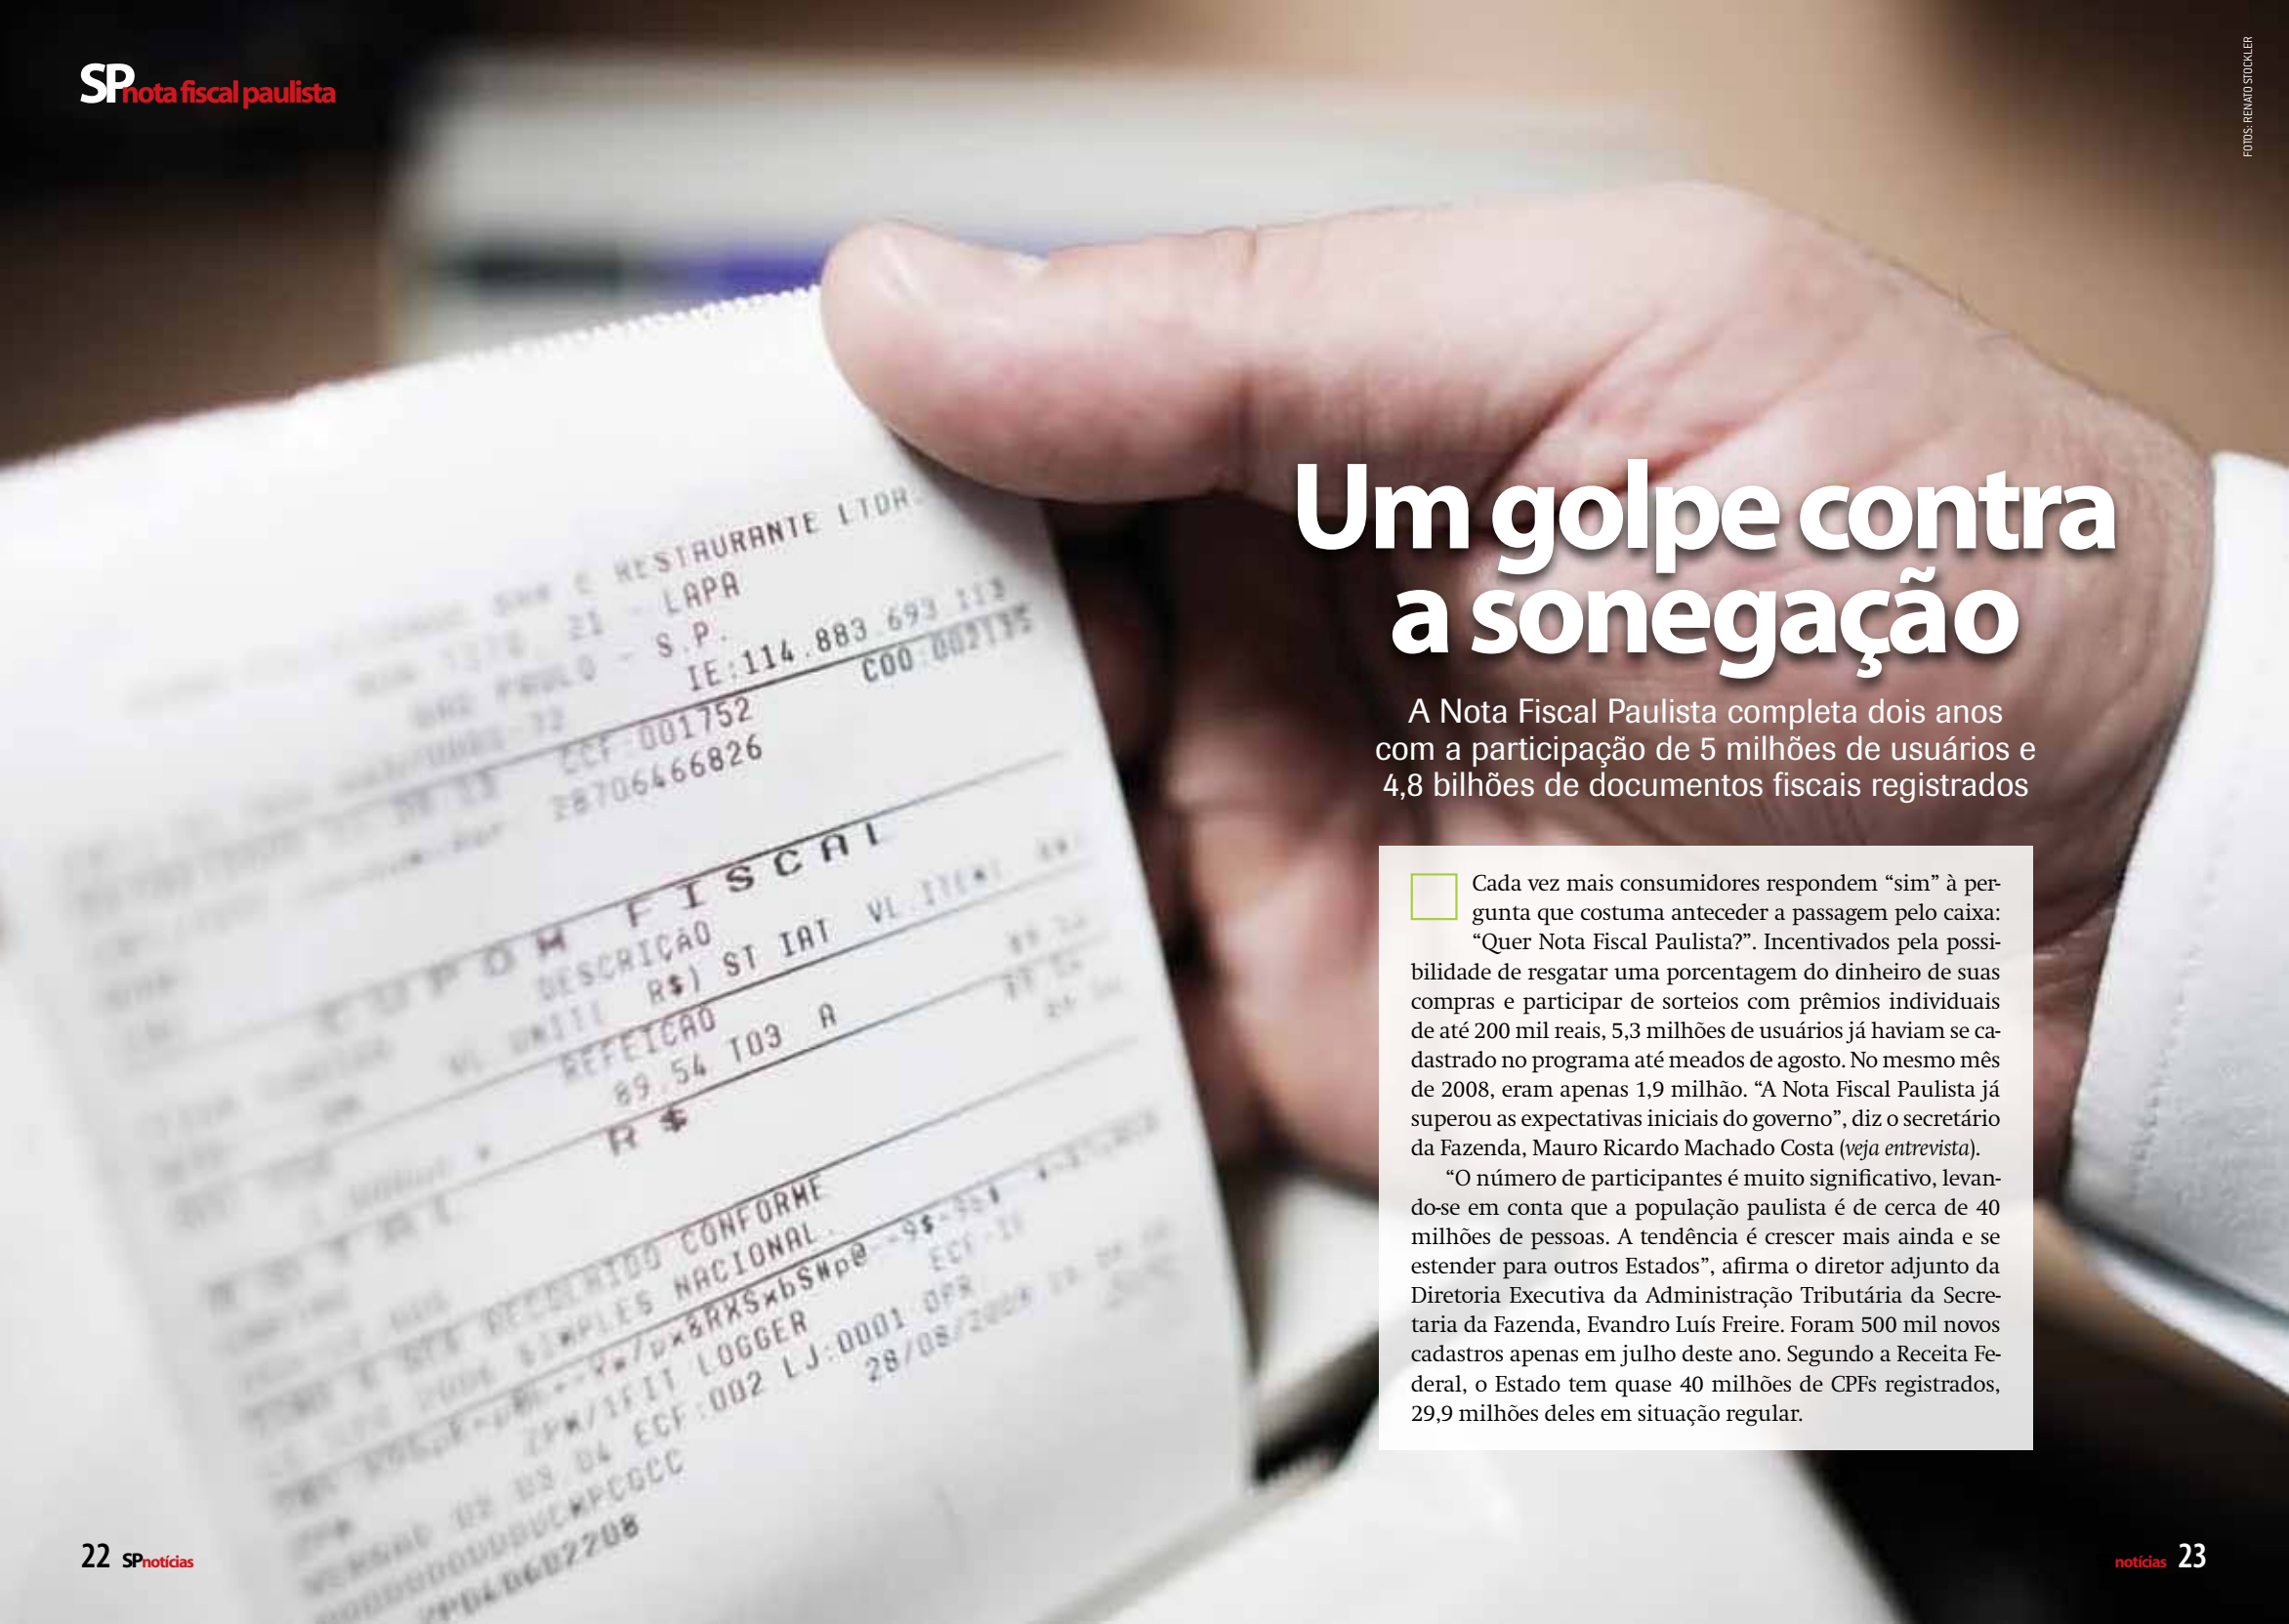 SPnota fiscal paulista
FOTOS: RENATO STOCKLER
RESTAURANTE LTDA.
21 - LAPA
SAO PAULO - S.P.
IE:114.883.693.113
CCF:001752 COO:002135
28706466826
CUPOM FISCAL
DESCRIÇÃO
R$) ST IAT VL.ITEM(
REFEICAO
89.54 T03 A
R$
RECOLHIDO CONFORME
SIMPLES NACIONAL.
ECF-IF
LOGGER
ECF:002 LJ:0001 OPR:
28/08/2009
Um golpe contra
a sonegação
A Nota Fiscal Paulista completa dois anos
com a participação de 5 milhões de usuários e
4,8 bilhões de documentos fiscais registrados
Cada vez mais consumidores respondem “sim” à per-
gunta que costuma anteceder a passagem pelo caixa:
“Quer Nota Fiscal Paulista?”. Incentivados pela possi-
bilidade de resgatar uma porcentagem do dinheiro de suas
compras e participar de sorteios com prêmios individuais
de até 200 mil reais, 5,3 milhões de usuários já haviam se ca-
dastrado no programa até meados de agosto. No mesmo mês
de 2008, eram apenas 1,9 milhão. “A Nota Fiscal Paulista já
superou as expectativas iniciais do governo”, diz o secretário
da Fazenda, Mauro Ricardo Machado Costa (veja entrevista).
“O número de participantes é muito significativo, levan-
do-se em conta que a população paulista é de cerca de 40
milhões de pessoas. A tendência é crescer mais ainda e se
estender para outros Estados”, afirma o diretor adjunto da
Diretoria Executiva da Administração Tributária da Secre-
taria da Fazenda, Evandro Luís Freire. Foram 500 mil novos
cadastros apenas em julho deste ano. Segundo a Receita Fe-
deral, o Estado tem quase 40 milhões de CPFs registrados,
29,9 milhões deles em situação regular.
22 SPnotícias
notícias 23